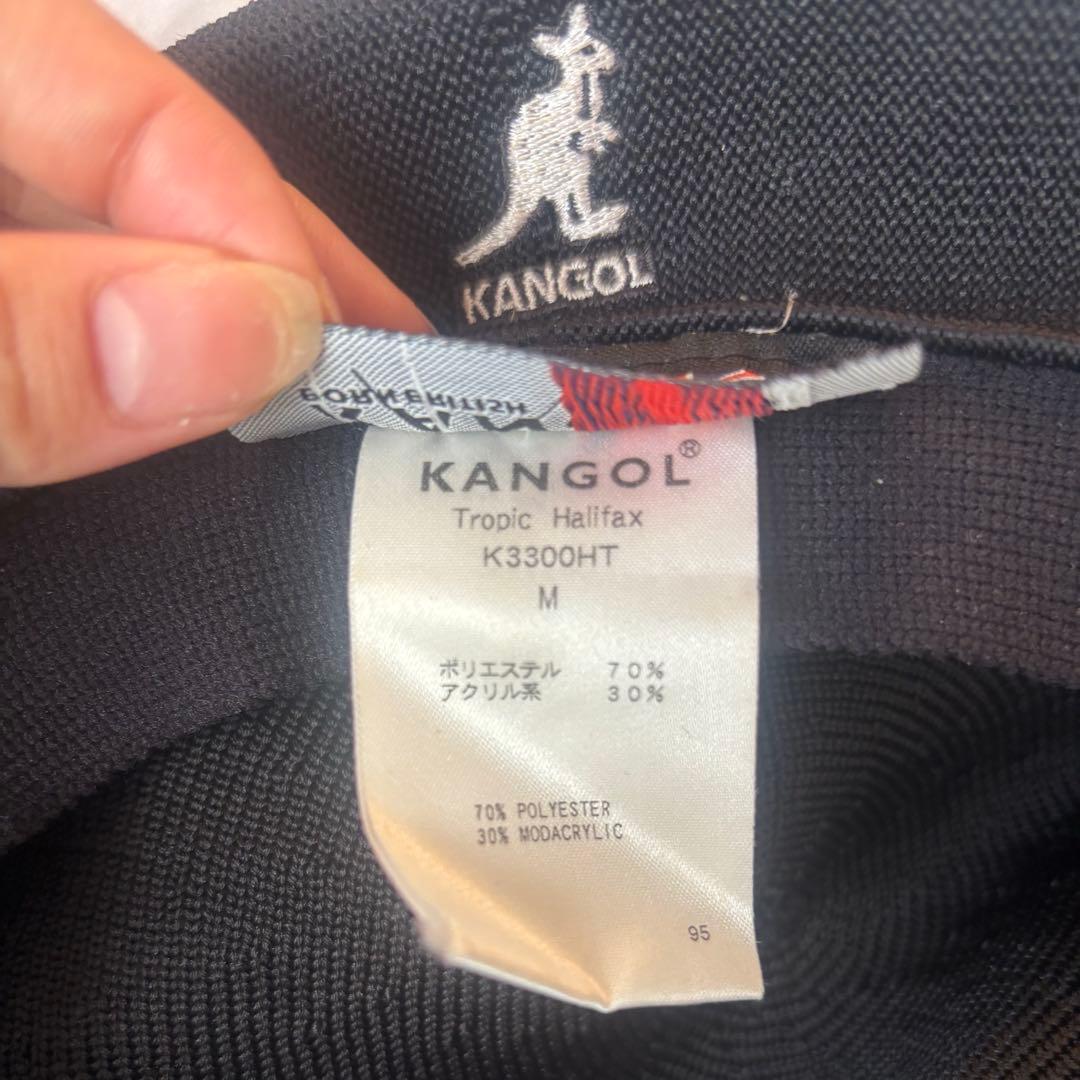 KANGOL
BORN BRITISH
KANGOL®
Tropic Halifax
K3300HT
M
ポリエステル 70%
アクリル系 30%
70% POLYESTER
30% MODACRYLIC
95